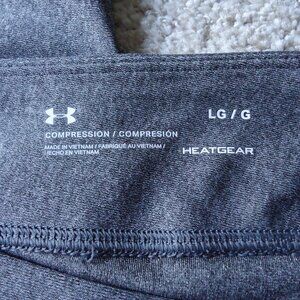 LG / G
COMPRESSION / COMPRESIÓN
MADE IN VIETNAM / FABRIQUÉ AU VIETNAM /
HECHO EN VIETNAM
HEATGEAR